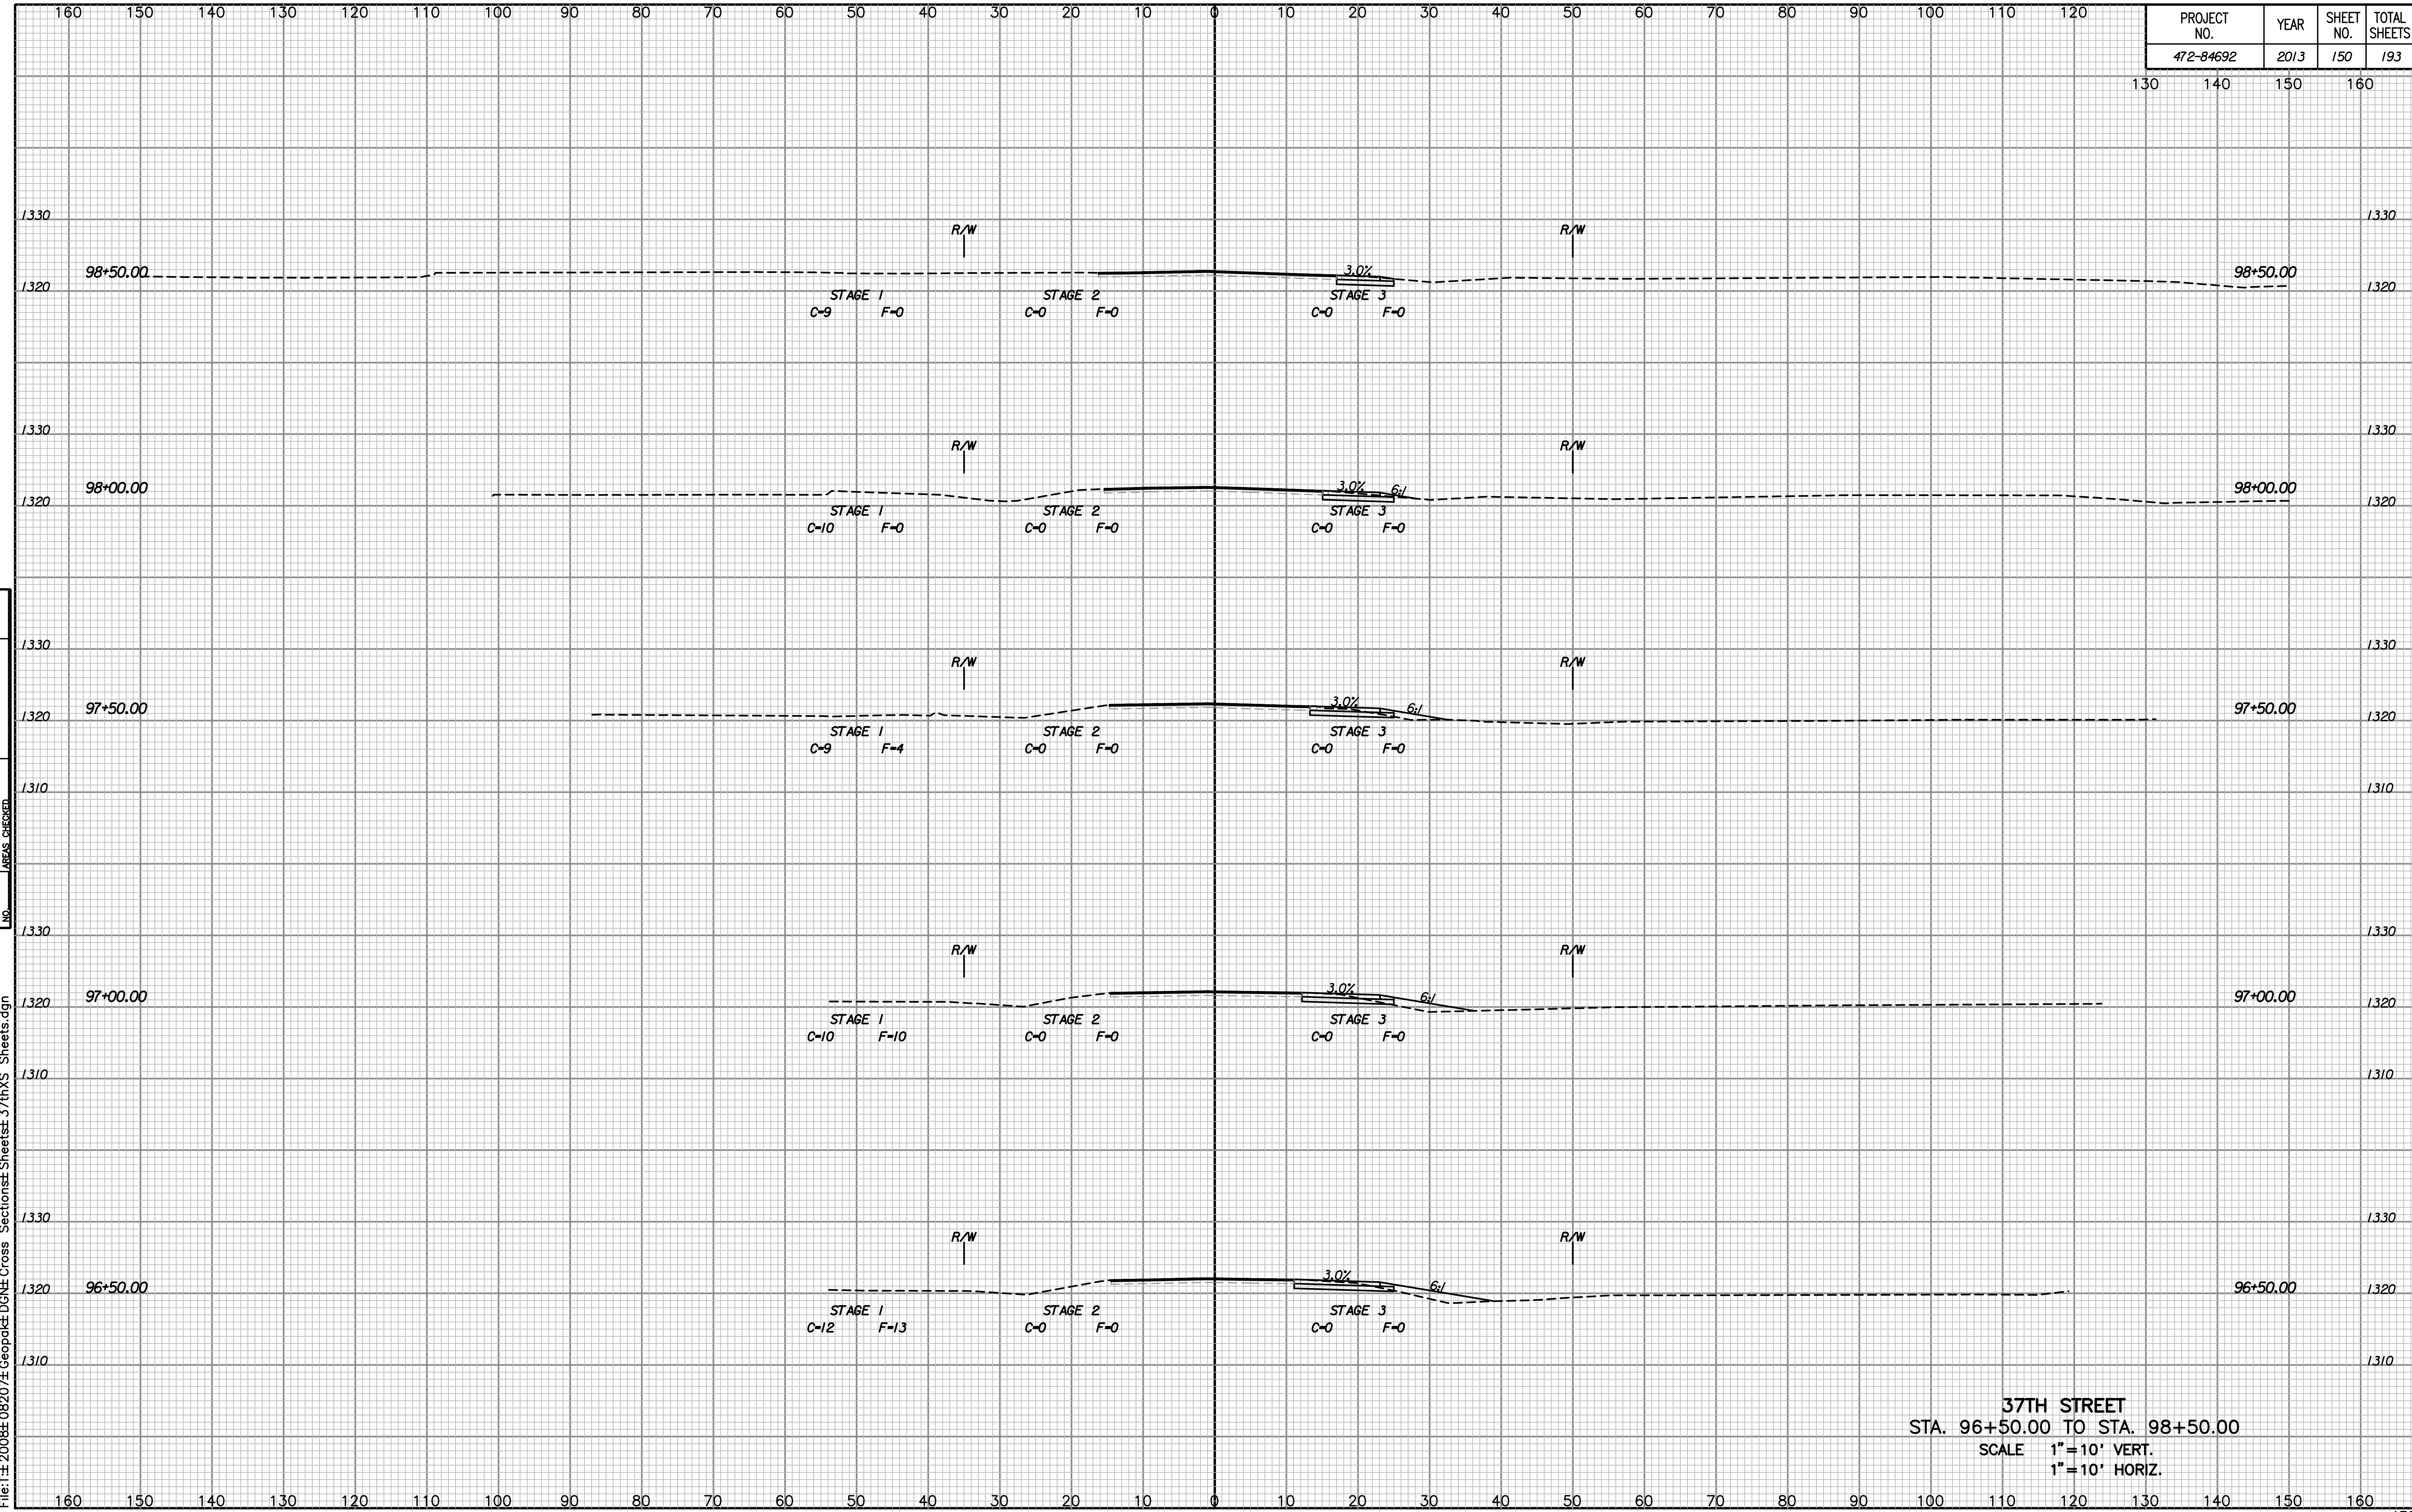 160 150 140 130 120 110 100 90 80 70 60 50 40 30 20 10 0 10 20 30 40 50 60 70 80 90 100 110 120
PROJECT NO. YEAR SHEET NO. TOTAL SHEETS
472-84692 2013 150 193
130 140 150 160
1330 1330
R/W R/W
98+50.00 3.0% 98+50.00
1320 1320
STAGE 1 STAGE 2 STAGE 3
C=9 F=0 C=0 F=0 C=0 F=0
1330 1330
R/W R/W
98+00.00 3.0% 6:1 98+00.00
1320 1320
STAGE 1 STAGE 2 STAGE 3
C=10 F=0 C=0 F=0 C=0 F=0
1330 1330
R/W R/W
97+50.00 3.0% 6:1 97+50.00
1320 1320
STAGE 1 STAGE 2 STAGE 3
C=9 F=4 C=0 F=0 C=0 F=0
1310 1310
1330 1330
R/W R/W
97+00.00 3.0% 6:1 97+00.00
1320 1320
STAGE 1 STAGE 2 STAGE 3
C=10 F=10 C=0 F=0 C=0 F=0
1310 1310
1330 1330
R/W R/W
96+50.00 3.0% 6:1 96+50.00
1320 1320
STAGE 1 STAGE 2 STAGE 3
C=12 F=13 C=0 F=0 C=0 F=0
1310 1310
37TH STREET
STA. 96+50.00 TO STA. 98+50.00
SCALE 1"=10' VERT.
1"=10' HORIZ.
160 150 140 130 120 110 100 90 80 70 60 50 40 30 20 10 0 10 20 30 40 50 60 70 80 90 100 110 120 130 140 150 160
NO. AREAS CHECKED
File: T:± 2008± 08207± Geopak± DGN± Cross Sections± Sheets± 37thXS Sheets.dgn